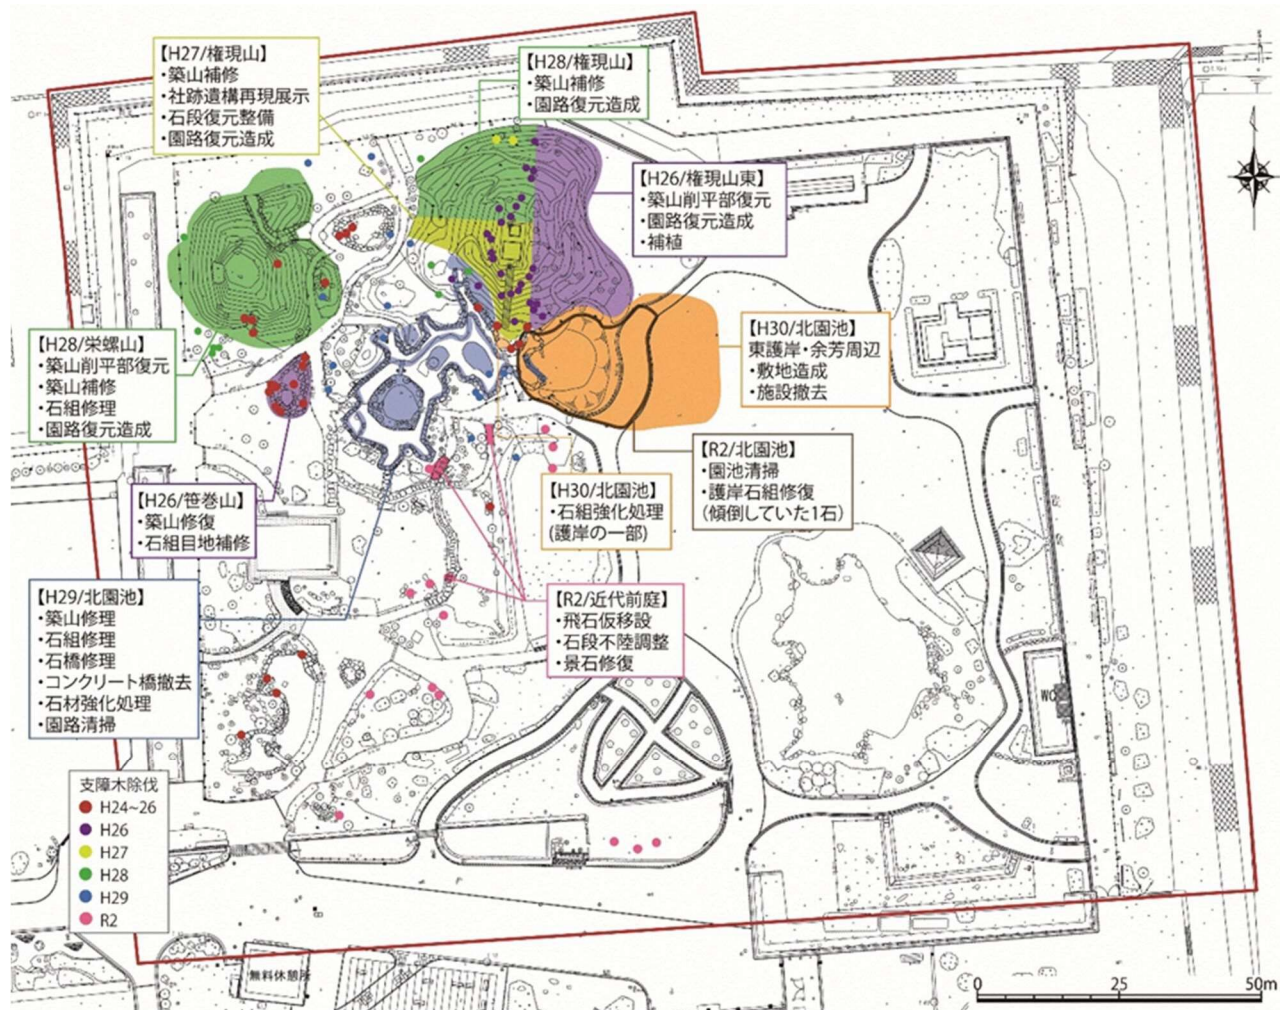 【H27/権現山】
・築山補修
・社跡遺構再現展示
・石段復元整備
・園路復元造成
【H28/権現山】
・築山補修
・園路復元造成
【H26/権現山東】
・築山削平部復元
・園路復元造成
・補植
【H28/栄螺山】
・築山削平部復元
・築山補修
・石組修理
・園路復元造成
【H30/北園池】
東護岸・余芳周辺
・敷地造成
・施設撤去
【R2/北園池】
・園池清掃
・護岸石組修復
(傾倒していた1石)
【H30/北園池】
・石組強化処理
(護岸の一部)
【H26/笹巻山】
・築山修復
・石組目地補修
【H29/北園池】
・築山修理
・石組修理
・石橋修理
・コンクリート橋撤去
・石材強化処理
・園路清掃
【R2/近代前庭】
・飛石仮移設
・石段不陸調整
・景石修復
WC
支障木除伐
H24~26
H26
H27
H28
H29
R2
無料休憩所
0 25 50m